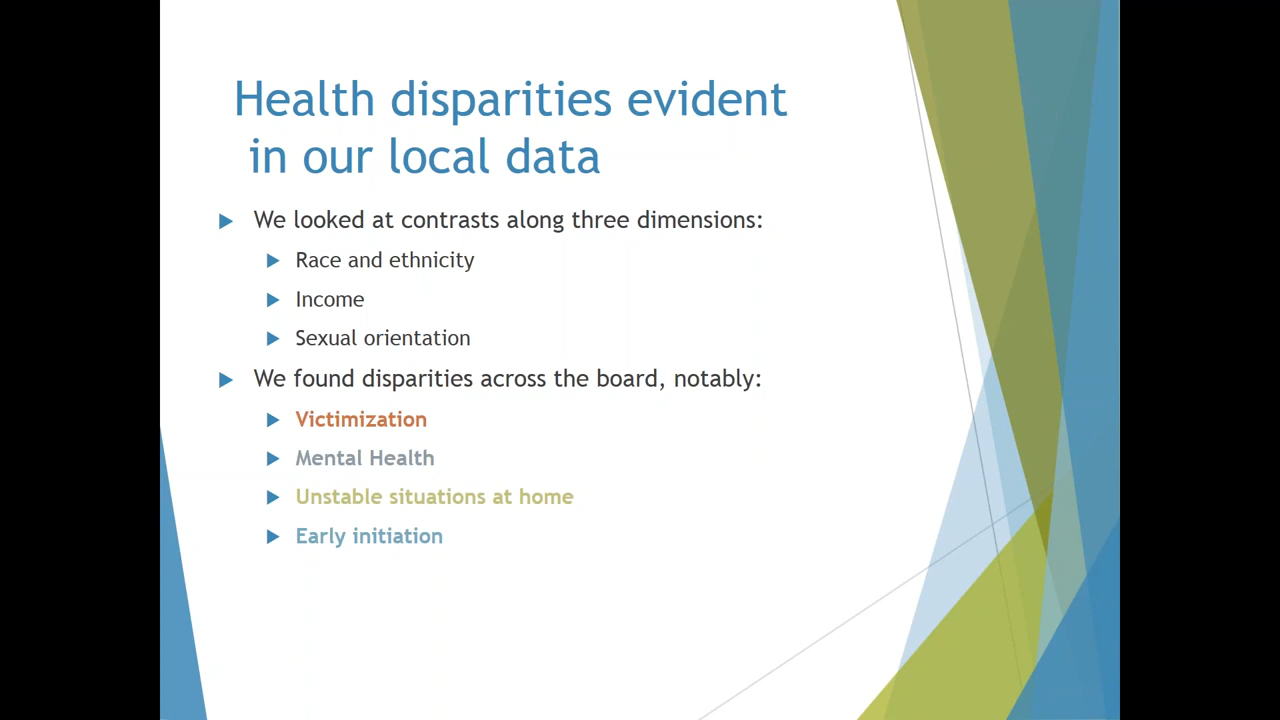 Health disparities evident
in our local data
We looked at contrasts along three dimensions:
Race and ethnicity
Income
Sexual orientation
We found disparities across the board, notably:
Victimization
Mental Health
Unstable situations at home
Early initiation